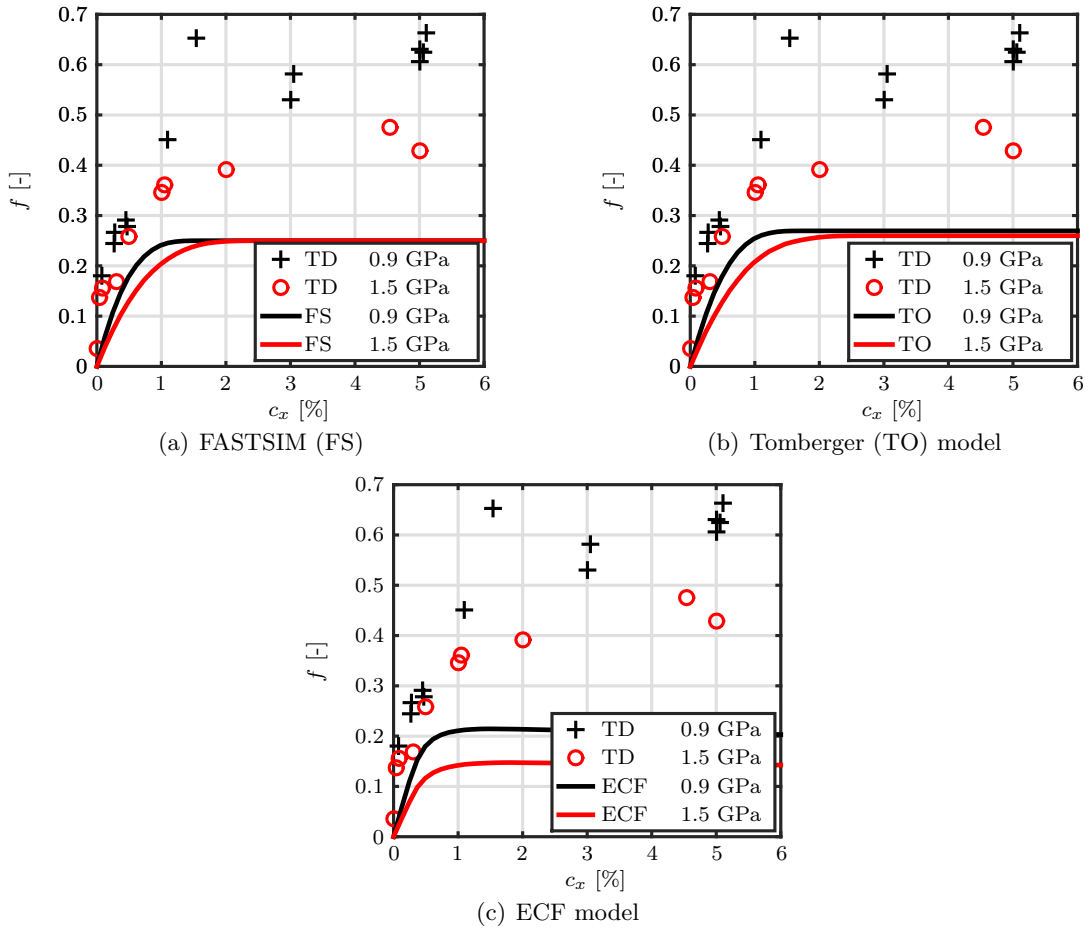 0.7
0.6
0.5
0.4
0.3
0.2
0.1
0
f [-]
TD 0.9 GPa
TD 1.5 GPa
FS 0.9 GPa
FS 1.5 GPa
0 1 2 3 4 5 6
c_x [%]
(a) FASTSIM (FS)
0.7
0.6
0.5
0.4
0.3
0.2
0.1
0
f [-]
TD 0.9 GPa
TD 1.5 GPa
TO 0.9 GPa
TO 1.5 GPa
0 1 2 3 4 5 6
c_x [%]
(b) Tomberger (TO) model
0.7
0.6
0.5
0.4
0.3
0.2
0.1
0
f [-]
TD 0.9 GPa
TD 1.5 GPa
ECF 0.9 GPa
ECF 1.5 GPa
0 1 2 3 4 5 6
c_x [%]
(c) ECF model